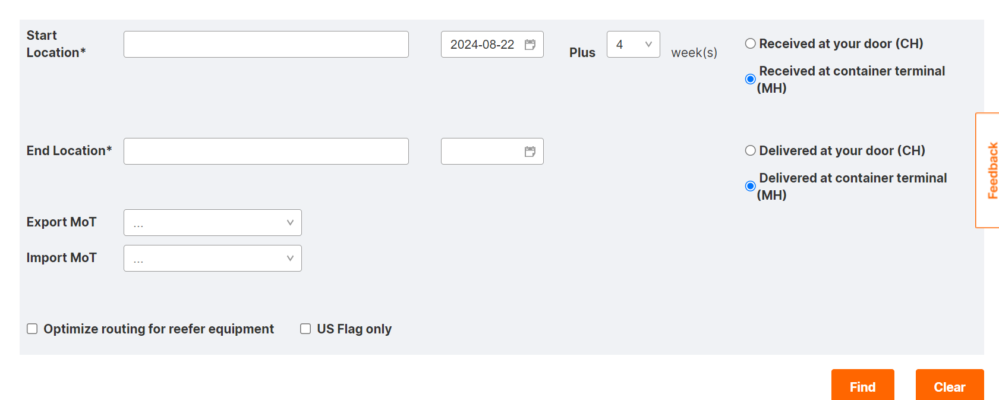 Start
Location*
2024-08-22
Plus
4
week(s)
Received at your door (CH)
Received at container terminal
(MH)
End Location*
Delivered at your door (CH)
Delivered at container terminal
(MH)
Export MoT
...
Import MoT
...
Optimize routing for reefer equipment
US Flag only
Find
Clear
Feedback